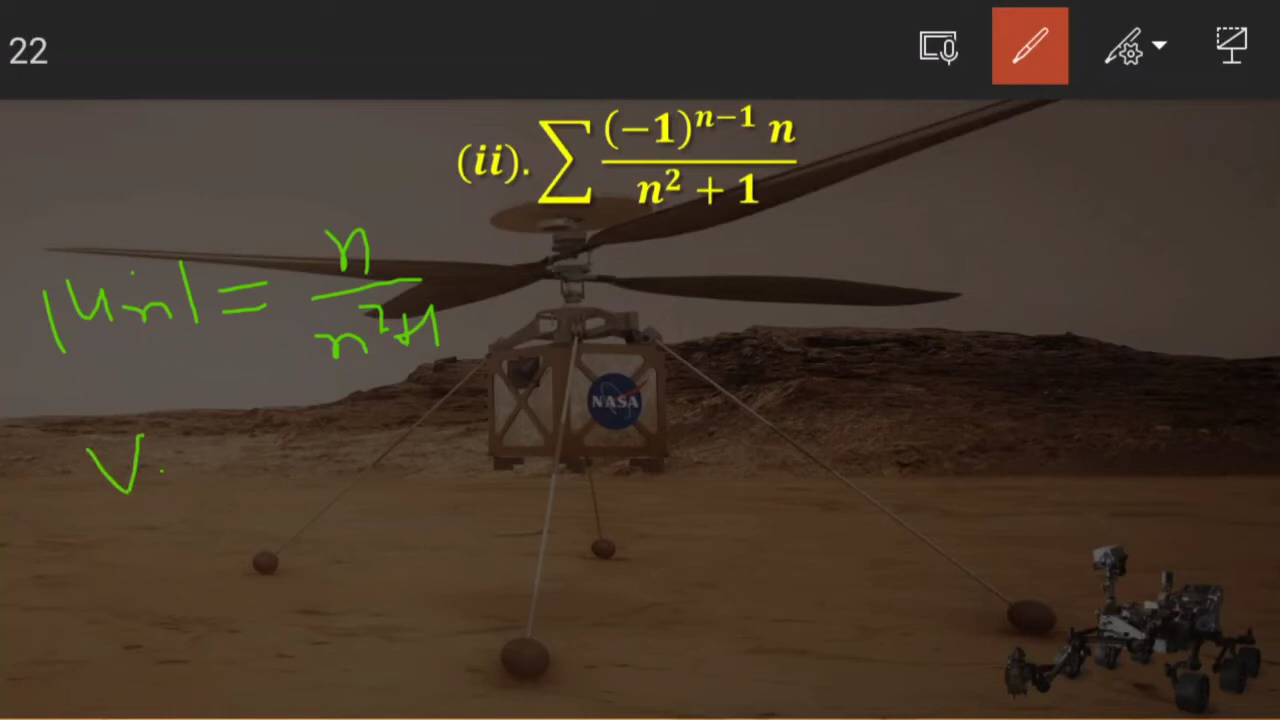 22
(ii). ∑ (−1)ⁿ⁻¹ n / n² + 1
|uₙ| = n / n²+1
NASA
V